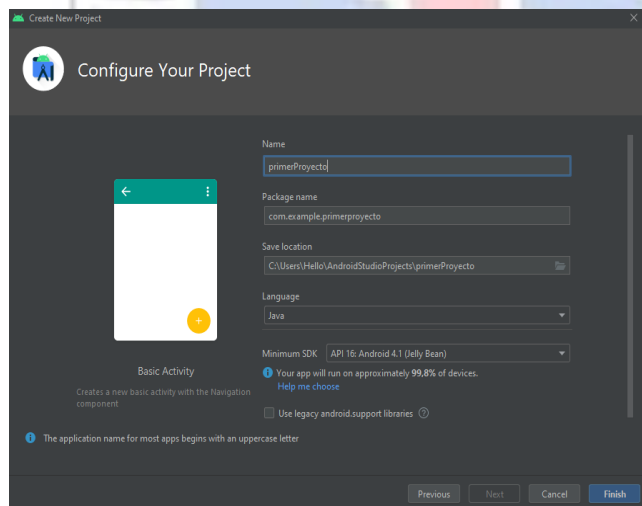 Create New Project
Configure Your Project
Name
primerProyecto
Package name
com.example.primerproyecto
Save location
C:\Users\Hello\AndroidStudioProjects\primerProyecto
Language
Java
Minimum SDK API 16: Android 4.1 (Jelly Bean)
Your app will run on approximately 99,8% of devices.
Help me choose
Use legacy android.support libraries ?
Basic Activity
Creates a new basic activity with the Navigation
component
The application name for most apps begins with an uppercase letter
Previous Next Cancel Finish